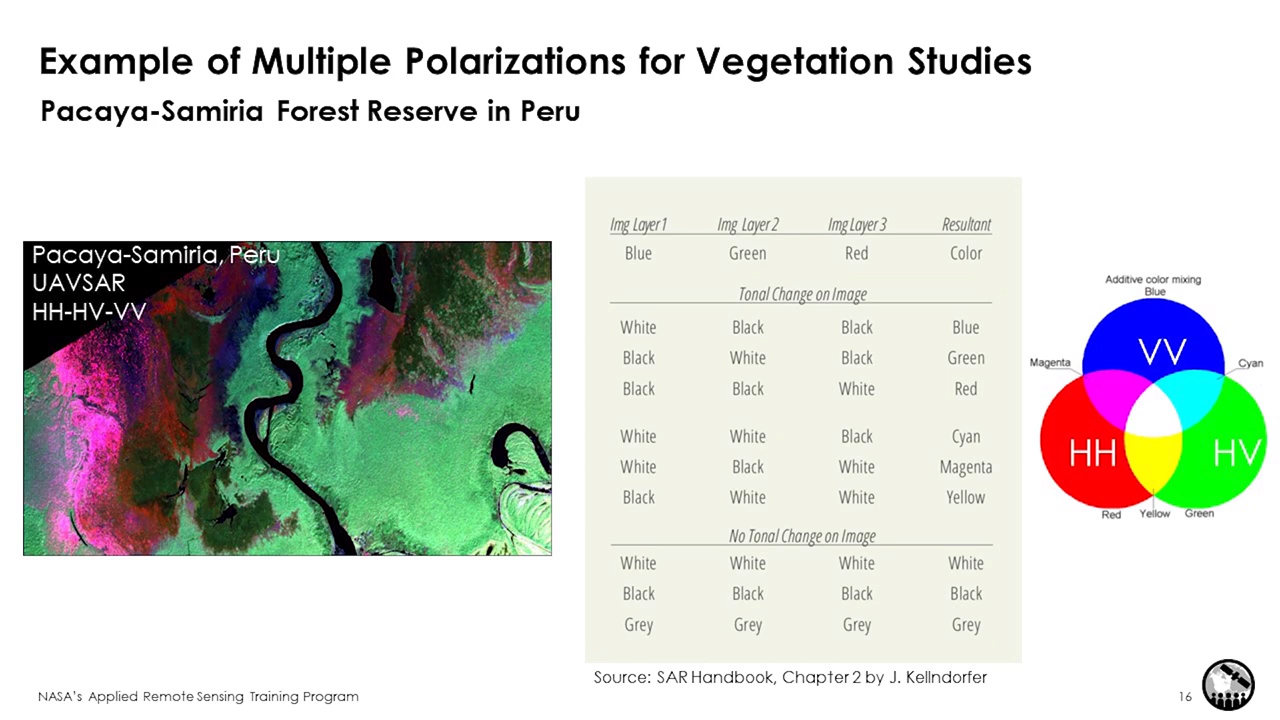 Example of Multiple Polarizations for Vegetation Studies
Pacaya-Samiria Forest Reserve in Peru
Pacaya-Samiria, Peru
UAVSAR
HH-HV-VV
Img Layer 1 Img Layer 2 Img Layer 3 Resultant
Blue Green Red Color
Tonal Change on Image
White Black Black Blue
Black White Black Green
Black Black White Red
White White Black Cyan
White Black White Magenta
Black White White Yellow
No Tonal Change on Image
White White White White
Black Black Black Black
Grey Grey Grey Grey
Additive color mixing
Blue
VV
Magenta
Cyan
HH
HV
Red
Yellow
Green
Source: SAR Handbook, Chapter 2 by J. Kellndorfer
NASA's Applied Remote Sensing Training Program
16